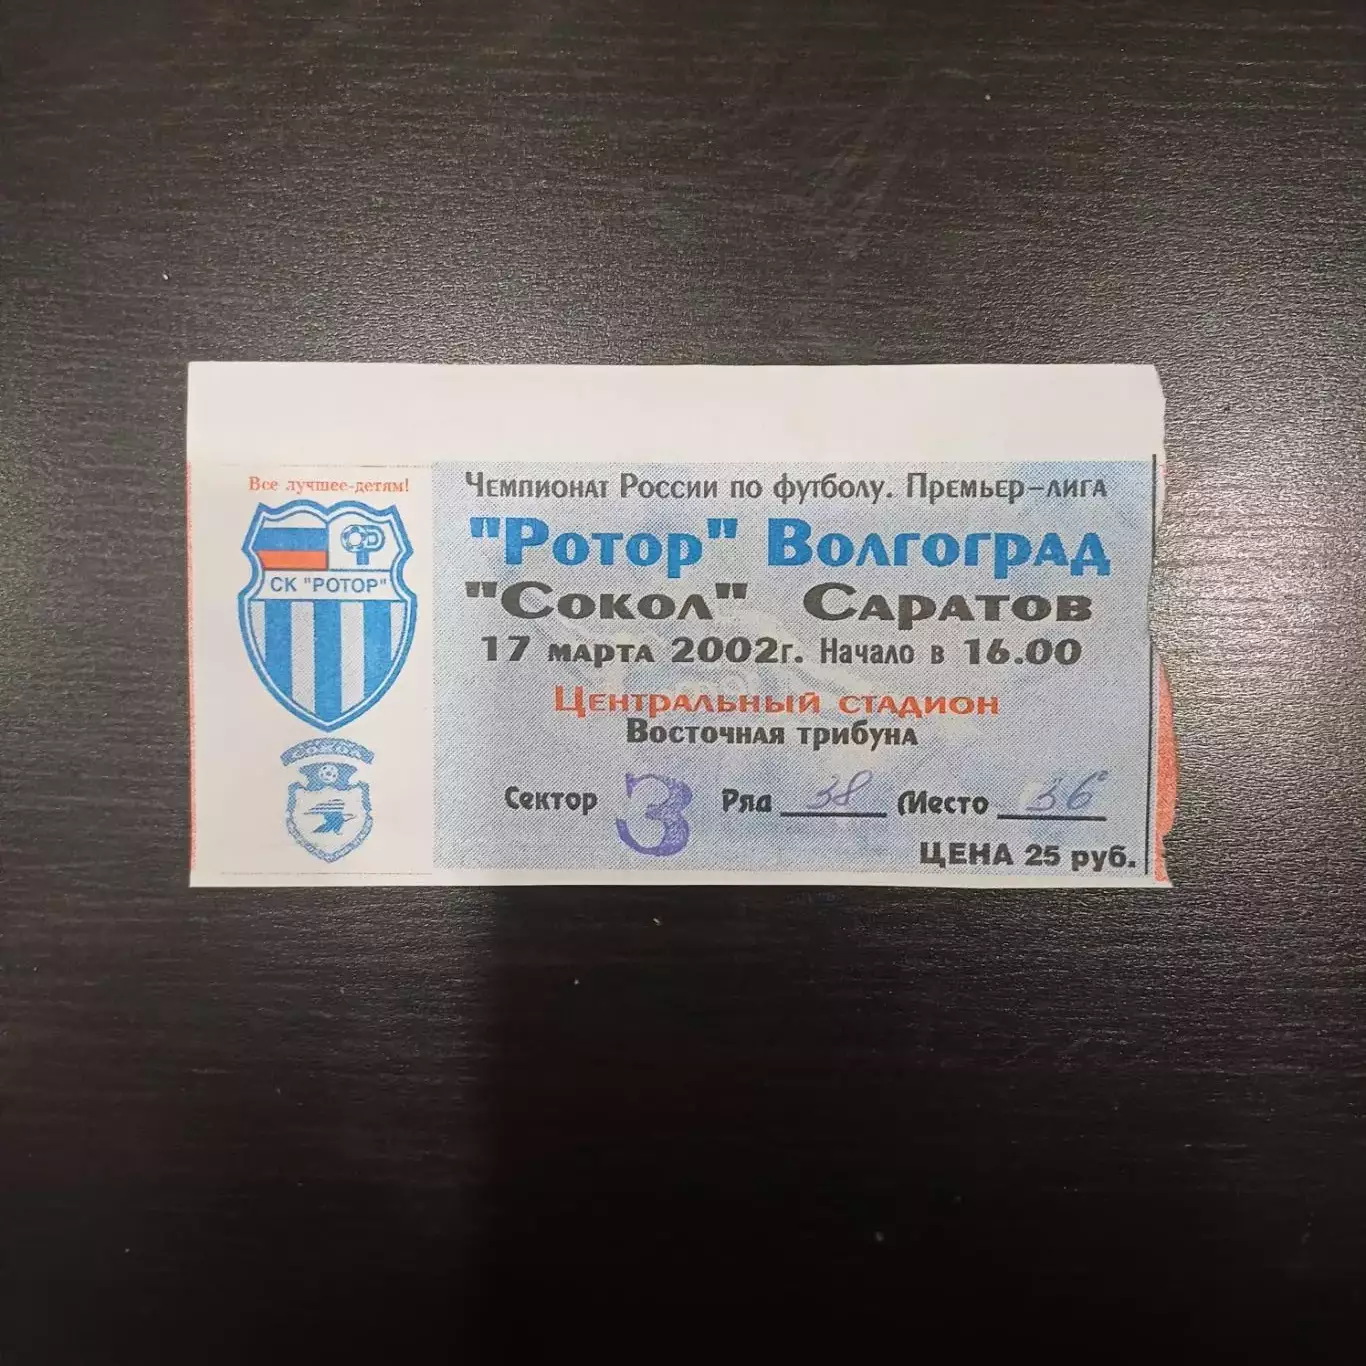 Все лучшее-детям!
СК "РОТОР"
СОКОЛ
Чемпионат России по футболу. Премьер-лига
"Ротор" Волгоград
"Сокол" Саратов
17 марта 2002г. Начало в 16.00
Центральный стадион
Восточная трибуна
Сектор 3 Ряд 38 Место 36
ЦЕНА 25 руб.